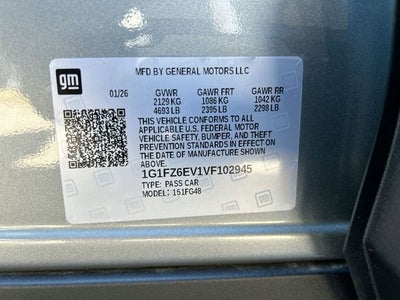 gm
MFD BY GENERAL MOTORS LLC
01/26 GVWR GAWR FRT GAWR RR
2129 KG 1086 KG 1042 KG
4693 LB 2395 LB 2298 LB
THIS VEHICLE CONFORMS TO ALL
APPLICABLE U.S. FEDERAL MOTOR
VEHICLE SAFETY, BUMPER, AND THEFT
PREVENTION STANDARDS IN EFFECT ON
THE DATE OF MANUFACTURE SHOWN ABOVE.
1G1FZ6EV1VF102945
TYPE: PASS CAR
MODEL: 1S1FG48